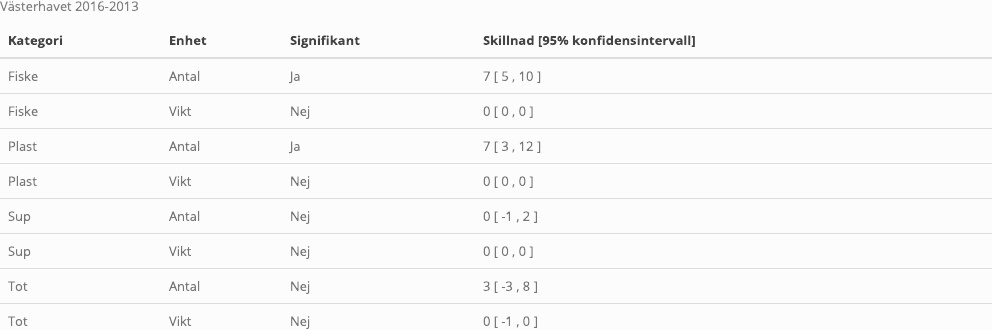 Västerhavet 2016-2013
Kategori Enhet Signifikant Skillnad [95% konfidensintervall]
Fiske Antal Ja 7 [ 5 , 10 ]
Fiske Vikt Nej 0 [ 0 , 0 ]
Plast Antal Ja 7 [ 3 , 12 ]
Plast Vikt Nej 0 [ 0 , 0 ]
Sup Antal Nej 0 [ -1 , 2 ]
Sup Vikt Nej 0 [ 0 , 0 ]
Tot Antal Nej 3 [ -3 , 8 ]
Tot Vikt Nej 0 [ -1 , 0 ]